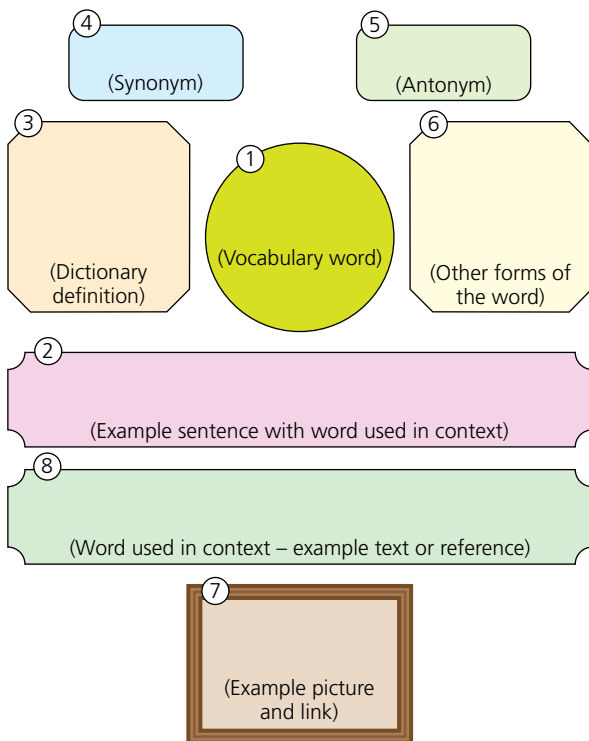 4
(Synonym)
5
(Antonym)
3
(Dictionary
definition)
1
(Vocabulary word)
6
(Other forms of
the word)
2
(Example sentence with word used in context)
8
(Word used in context – example text or reference)
7
(Example picture
and link)